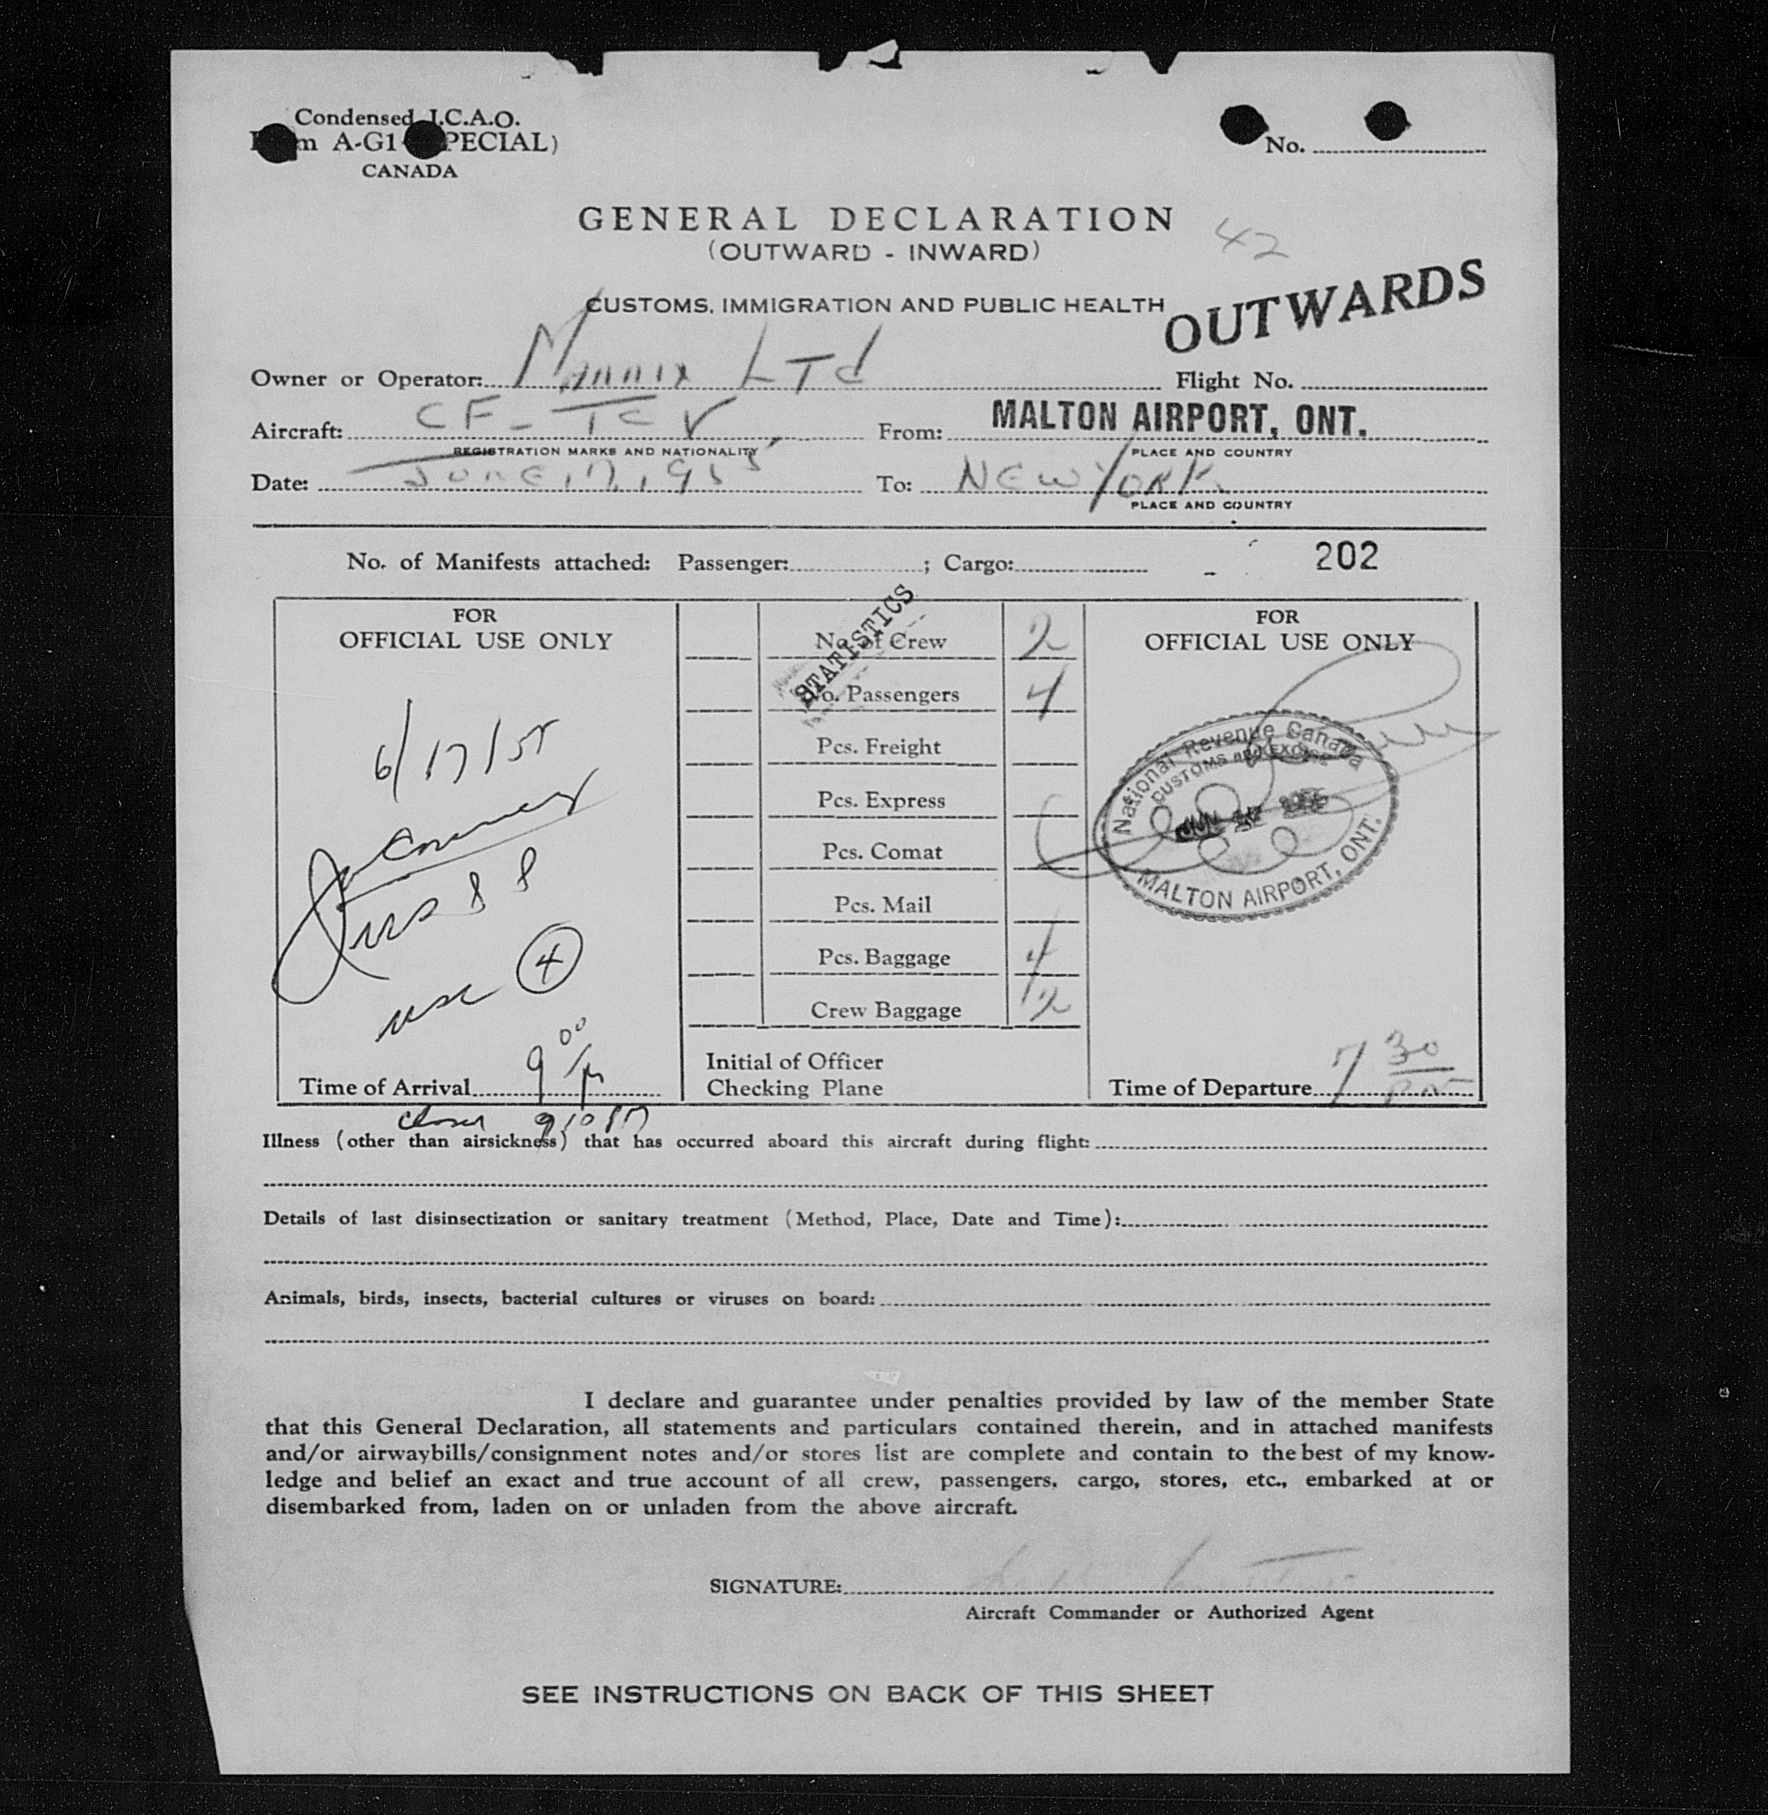 Condensed I.C.A.O.
m A-G1 PECIAL)
CANADA
No.
GENERAL DECLARATION
42
(OUTWARD - INWARD)
CUSTOMS, IMMIGRATION AND PUBLIC HEALTH
OUTWARDS
Owner or Operator: Mannix LTd Flight No.
Aircraft: CF-TCV From: MALTON AIRPORT, ONT.
REGISTRATION MARKS AND NATIONALITY PLACE AND COUNTRY
Date: JUNE, 17, 1955 To: NEW YORK.
PLACE AND COUNTRY
No. of Manifests attached: Passenger: ; Cargo: 202
FOR
OFFICIAL USE ONLY
6/17/55
USC 4
9 00
Time of Arrival
STATISTICS
No. of Crew 2
No. Passengers 4
Pcs. Freight
Pcs. Express
Pcs. Comat
Pcs. Mail
Pcs. Baggage 4
Crew Baggage 2
Initial of Officer
Checking Plane
FOR
OFFICIAL USE ONLY
National Revenue Canada
CUSTOMS AND EXCISE
JUN 17 1955
MALTON AIRPORT, ONT.
7 30
Time of Departure PM
Illness (other than airsickness) that has occurred aboard this aircraft during flight:
Details of last disinsectization or sanitary treatment (Method, Place, Date and Time):
Animals, birds, insects, bacterial cultures or viruses on board:
I declare and guarantee under penalties provided by law of the member State
that this General Declaration, all statements and particulars contained therein, and in attached manifests
and/or airwaybills/consignment notes and/or stores list are complete and contain to the best of my know-
ledge and belief an exact and true account of all crew, passengers, cargo, stores, etc., embarked at or
disembarked from, laden on or unladen from the above aircraft.
SIGNATURE:
Aircraft Commander or Authorized Agent
SEE INSTRUCTIONS ON BACK OF THIS SHEET